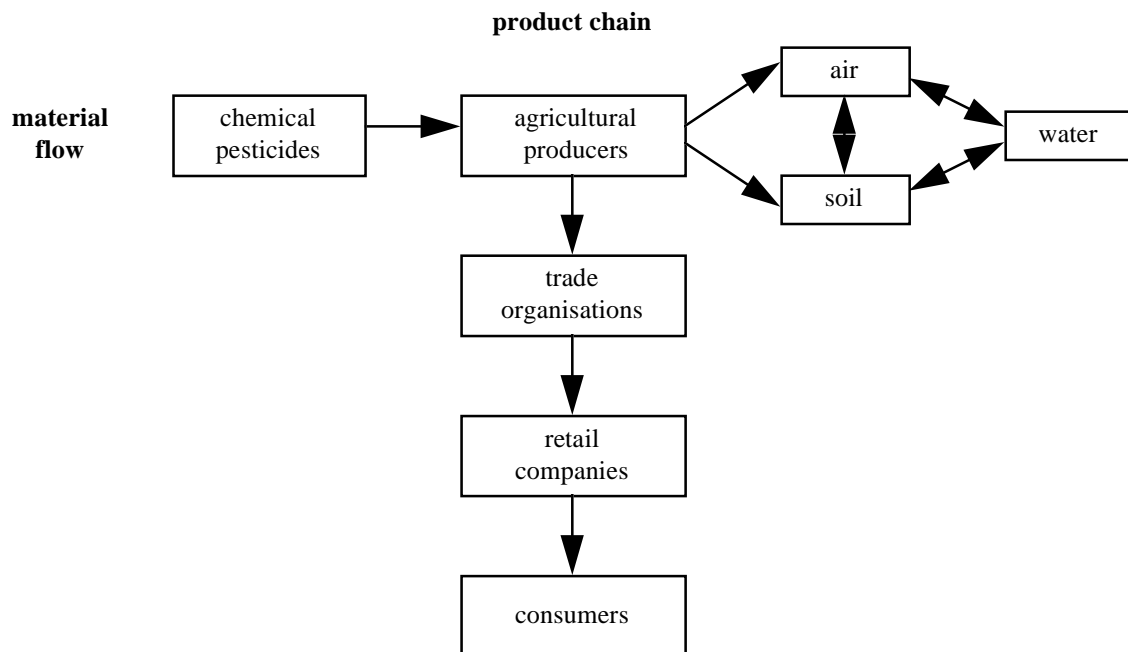 product chain
material
flow
chemical
pesticides
agricultural
producers
air
water
soil
trade
organisations
retail
companies
consumers